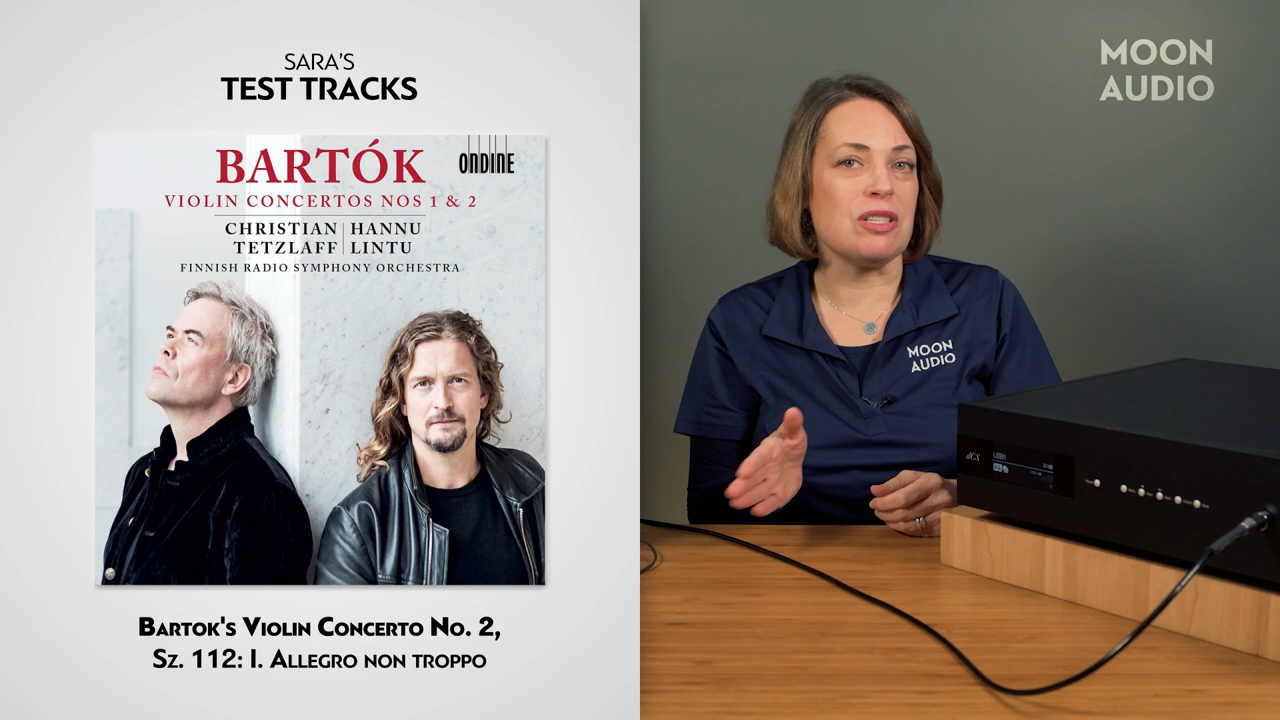 SARA'S
TEST TRACKS
BARTÓK
ONDINE
VIOLIN CONCERTOS NOS 1 & 2
CHRISTIAN HANNU
TETZLAFF LINTU
FINNISH RADIO SYMPHONY ORCHESTRA
BARTOK'S VIOLIN CONCERTO NO. 2,
SZ. 112: I. ALLEGRO NON TROPPO
MOON
AUDIO
MOON
AUDIO
dCS
USB1